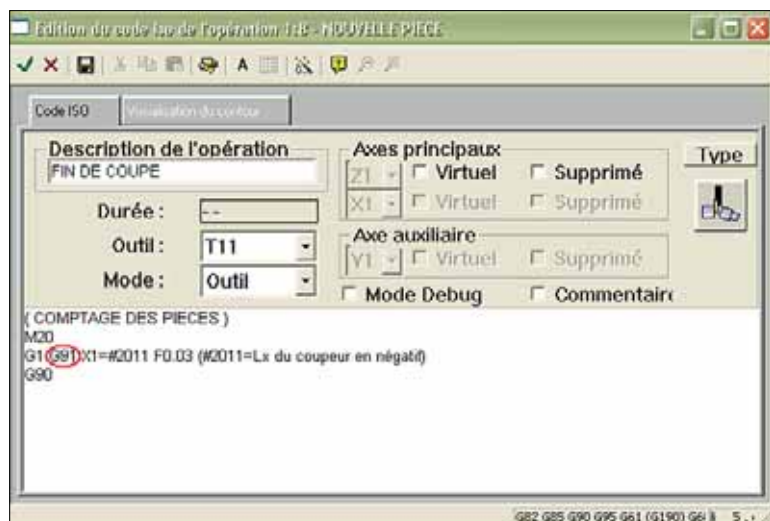 Edition du code iso de l'opération 1:8 - NOUVELLE PIECE
A
Code ISO
Visualisation du contour
Description de l'opération
FIN DE COUPE
Durée : --
Outil : T11
Mode : Outil
Axes principaux
Z1 Virtuel Supprimé
X1 Virtuel Supprimé
Axe auxiliaire
Y1 Virtuel Supprimé
Mode Debug Commentaire
Type
( COMPTAGE DES PIECES )
M20
G1 G91 X1=#2011 F0.03 (#2011=Lx du coupeur en négatif)
G90
G82 G85 G90 G95 G61 (G190)